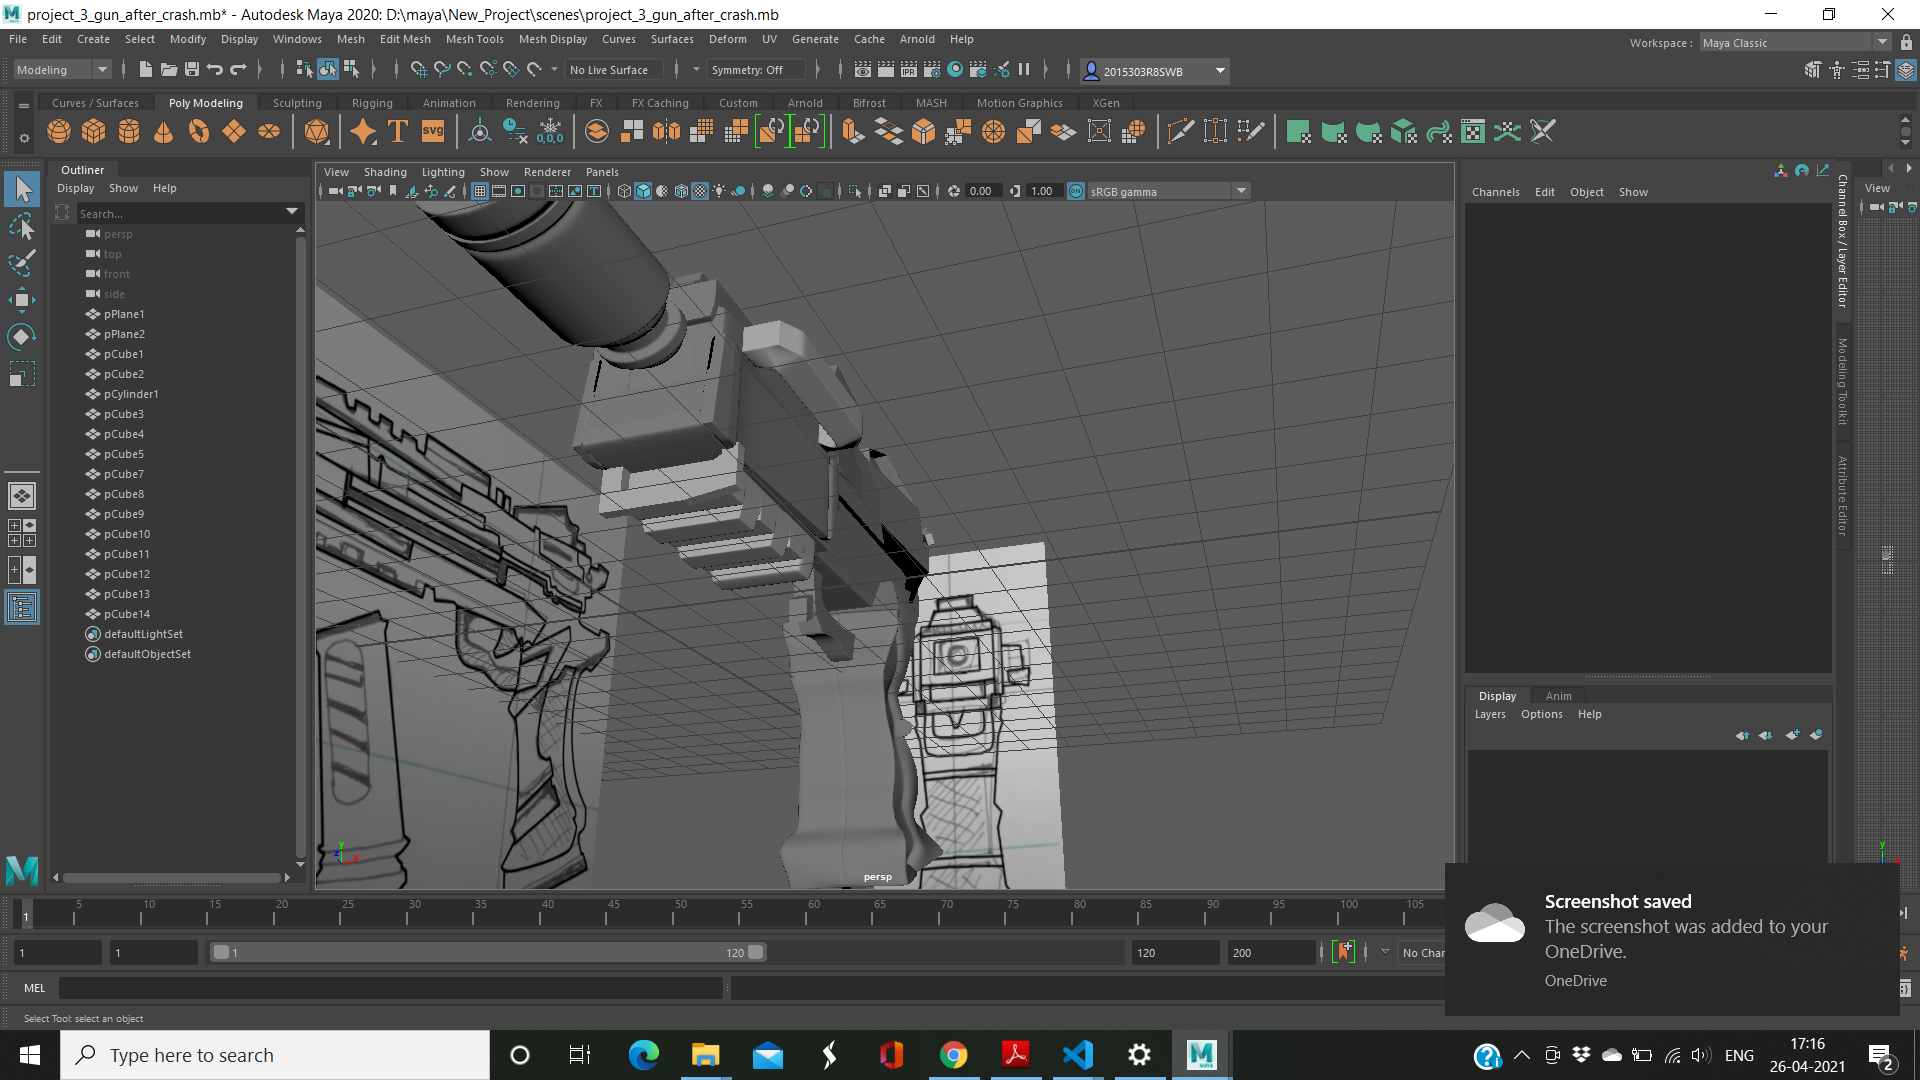 project_3_gun_after_crash.mb* - Autodesk Maya 2020: D:\maya\New_Project\scenes\project_3_gun_after_crash.mb
File Edit Create Select Modify Display Windows Mesh Edit Mesh Mesh Tools Mesh Display Curves Surfaces Deform UV Generate Cache Arnold Help
Workspace : Maya Classic
Modeling
No Live Surface
Symmetry: Off
IPR
2015303R8SWB
Curves / Surfaces Poly Modeling Sculpting Rigging Animation Rendering FX FX Caching Custom Arnold Bifrost MASH Motion Graphics XGen
T
SVG
0,0,0
Outliner
Display Show Help
Search...
persp
top
front
side
pPlane1
pPlane2
pCube1
pCube2
pCylinder1
pCube3
pCube4
pCube5
pCube7
pCube8
pCube9
pCube10
pCube11
pCube12
pCube13
pCube14
defaultLightSet
defaultObjectSet
View Shading Lighting Show Renderer Panels
0.00
1.00
ON
sRGB gamma
y
z
x
persp
Channels Edit Object Show
Channel Box / Layer Editor
Modeling Toolkit
Attribute Editor
View
Display Anim
Layers Options Help
y
1 5 10 15 20 25 30 35 40 45 50 55 60 65 70 75 80 85 90 95 100 105
1 1 1 120 120 200 No Char
MEL
Select Tool: select an object
Screenshot saved
The screenshot was added to your
OneDrive.
OneDrive
Type here to search
MAYA
ENG
17:16
26-04-2021
2